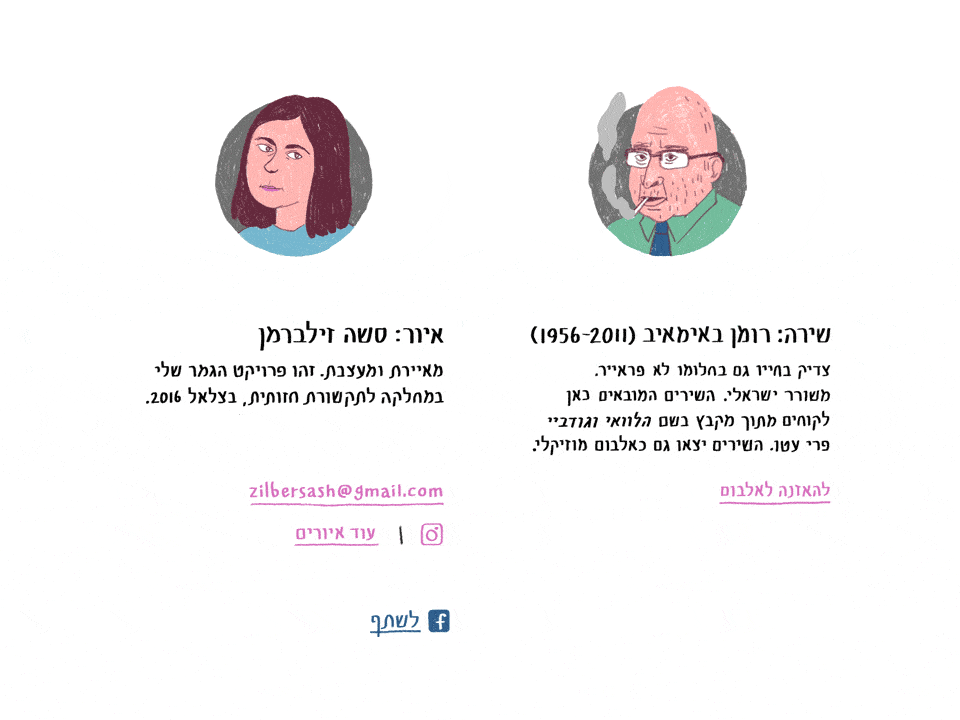 שירה: רומן באימאיב (1956-2011)
צדיק בחייו גם בחלומו לא פראייר.
משורר ישראלי. השירים המובאים כאן
לקוחים מתוך מקבץ בשם הלוואי וגודביי
פרי עטו. השירים יצאו גם כאלבום מוזיקלי.
להאזנה לאלבום
איור: סשה זילברמן
מאיירת ומעצבת. זהו פרויקט הגמר שלי
במחלקה לתקשורת חזותית, בצלאל 2016.
zilbersash@gmail.com
עוד איורים |
לשתף